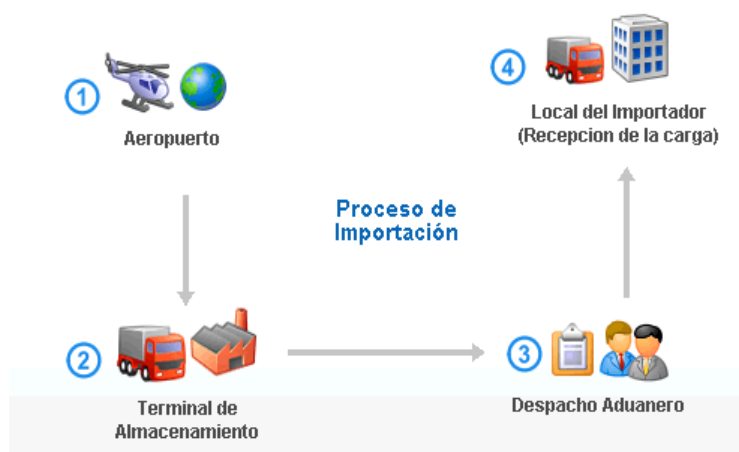 1
Aeropuerto
4
Local del Importador
(Recepcion de la carga)
Proceso de
Importación
2
Terminal de
Almacenamiento
3
Despacho Aduanero